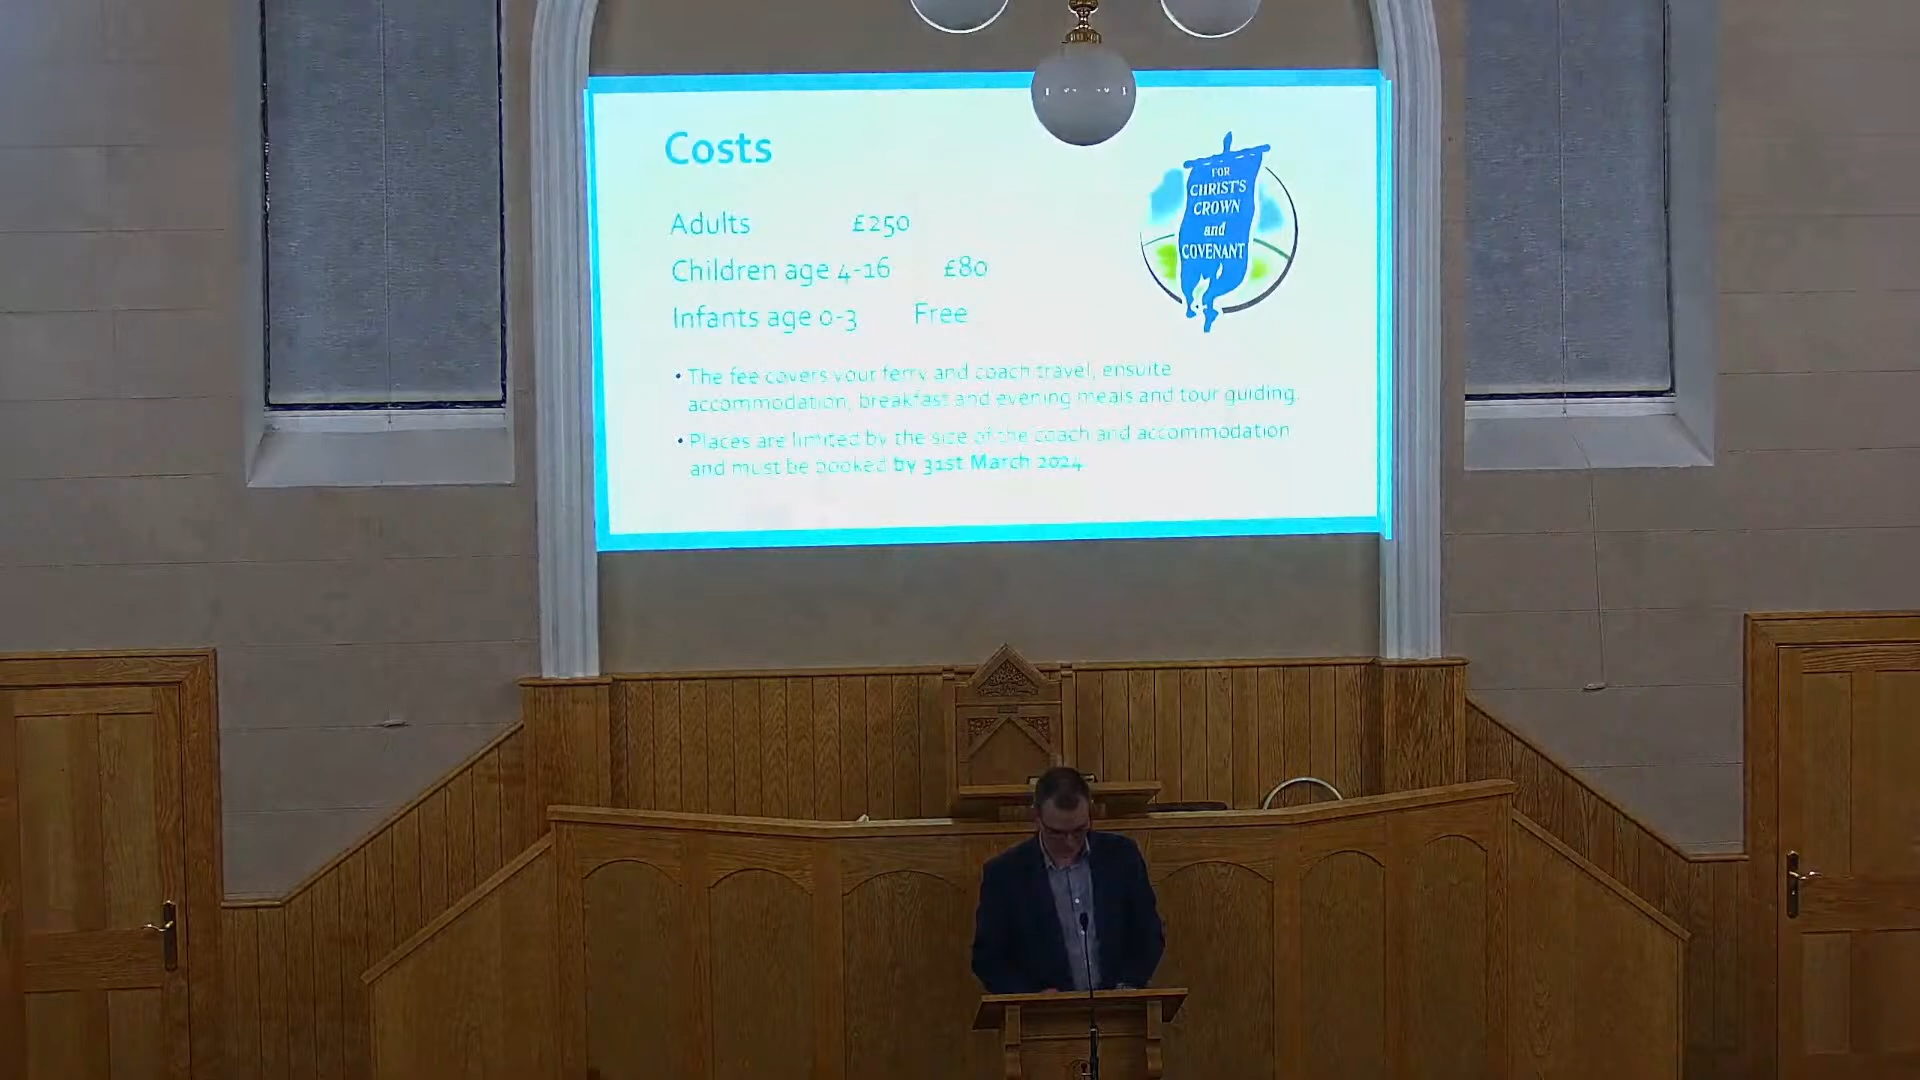 Costs
Adults £250
Children age 4-16 £80
Infants age 0-3 Free
• The fee covers your ferry and coach travel, ensuite
accommodation, breakfast and evening meals and tour guiding.
• Places are limited by the size of the coach and accommodation
and must be booked by 31st March 2024
FOR
CHRIST'S
CROWN
and
COVENANT